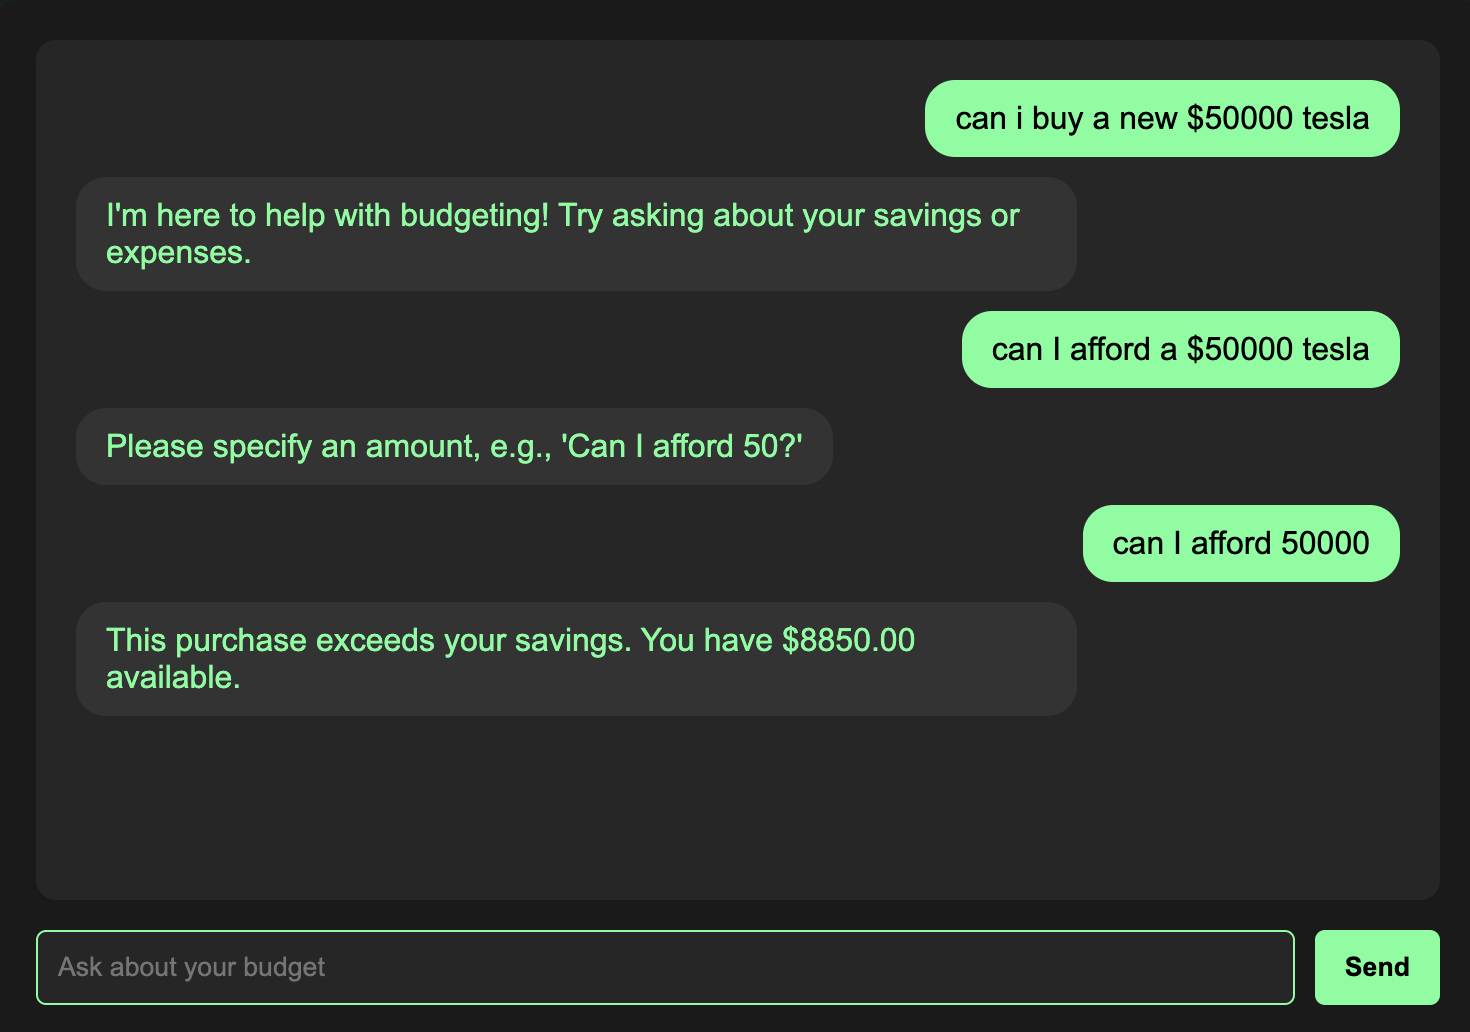 can i buy a new $50000 tesla
I'm here to help with budgeting! Try asking about your savings or
expenses.
can I afford a $50000 tesla
Please specify an amount, e.g., 'Can I afford 50?'
can I afford 50000
This purchase exceeds your savings. You have $8850.00
available.
Ask about your budget
Send